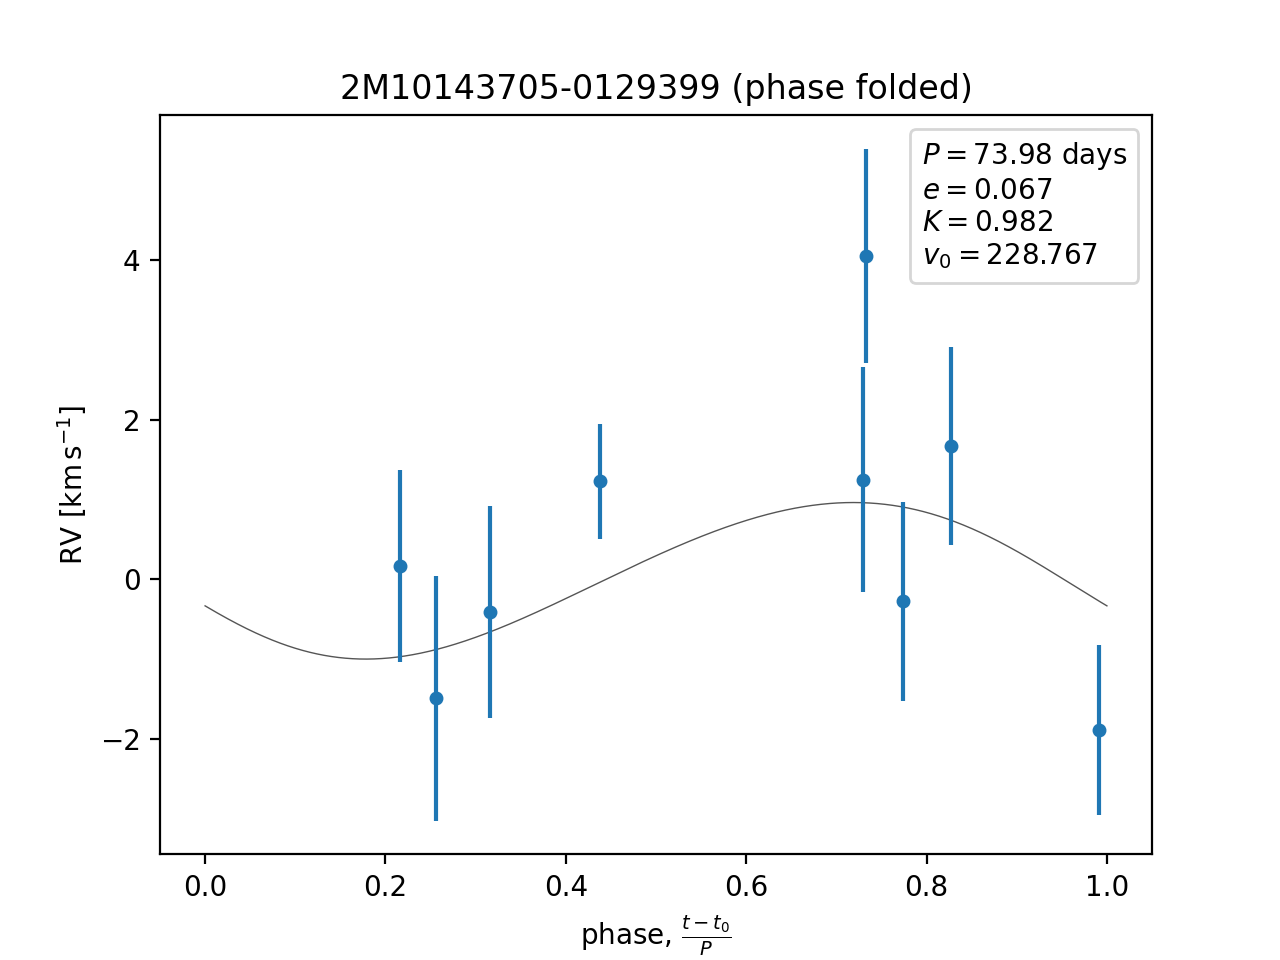 2M10143705-0129399 (phase folded)
P = 73.98 days
e = 0.067
K = 0.982
v₀ = 228.767
RV [km s⁻¹]
4
2
0
−2
0.0 0.2 0.4 0.6 0.8 1.0
phase, (t − t₀)/P